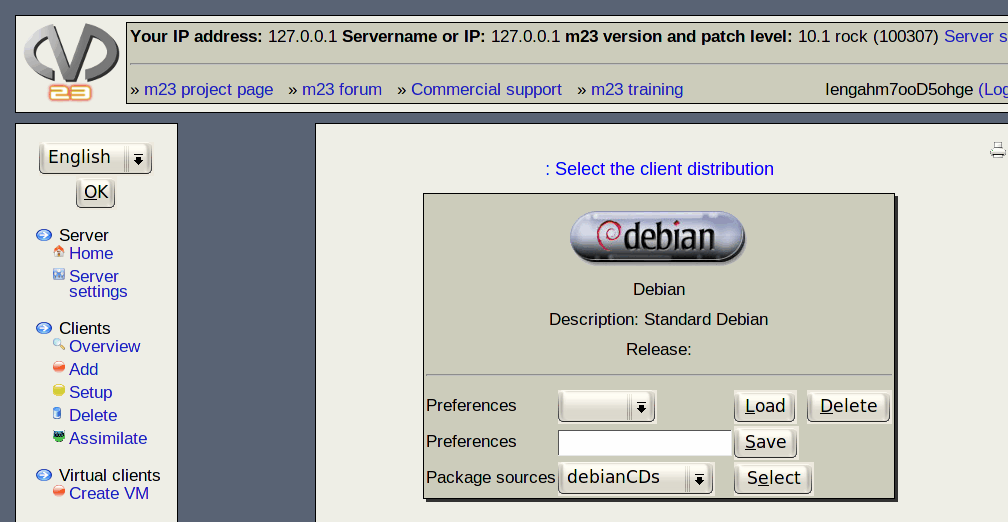 Your IP address: 127.0.0.1 Servername or IP: 127.0.0.1 m23 version and patch level: 10.1 rock (100307) Server s
23
» m23 project page » m23 forum » Commercial support » m23 training Iengahm7ooD5ohge (Log
English
OK
Server
Home
Server
settings
Clients
Overview
Add
Setup
Delete
Assimilate
Virtual clients
Create VM
: Select the client distribution
debian
Debian
Description: Standard Debian
Release:
Preferences Load Delete
Preferences Save
Package sources debianCDs Select